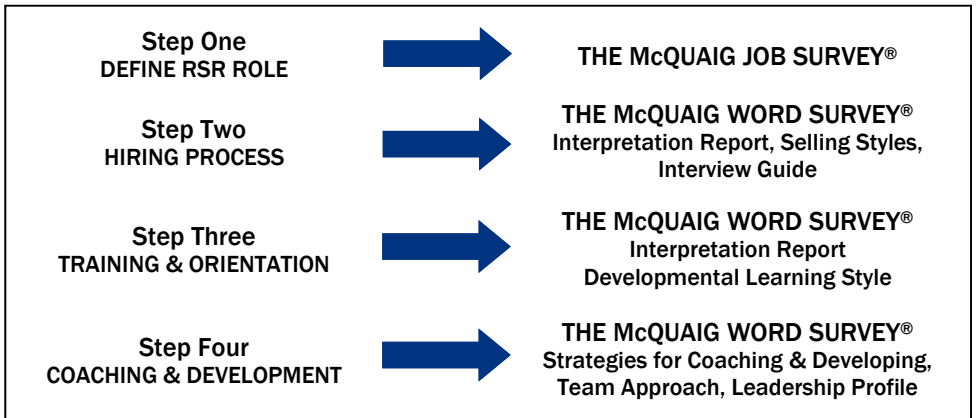 Step One
DEFINE RSR ROLE
THE McQUAIG JOB SURVEY®
Step Two
HIRING PROCESS
THE McQUAIG WORD SURVEY®
Interpretation Report, Selling Styles,
Interview Guide
Step Three
TRAINING & ORIENTATION
THE McQUAIG WORD SURVEY®
Interpretation Report
Developmental Learning Style
Step Four
COACHING & DEVELOPMENT
THE McQUAIG WORD SURVEY®
Strategies for Coaching & Developing,
Team Approach, Leadership Profile